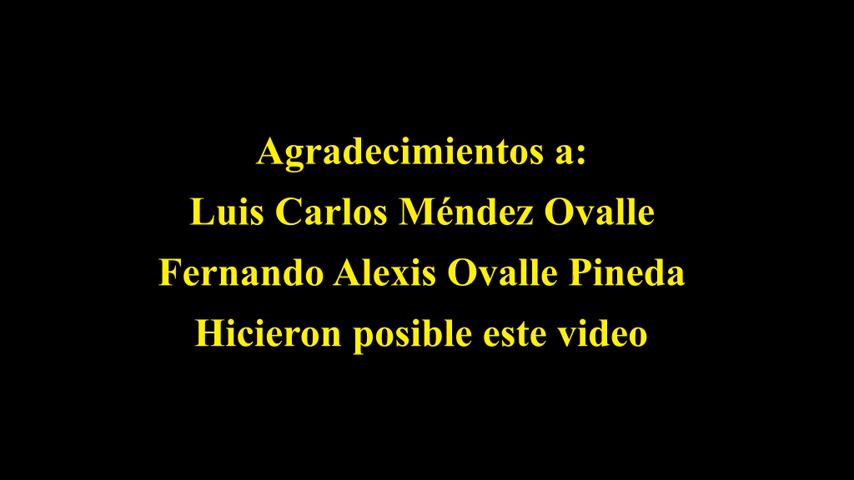 Agradecimientos a:
Luis Carlos Méndez Ovalle
Fernando Alexis Ovalle Pineda
Hicieron posible este video